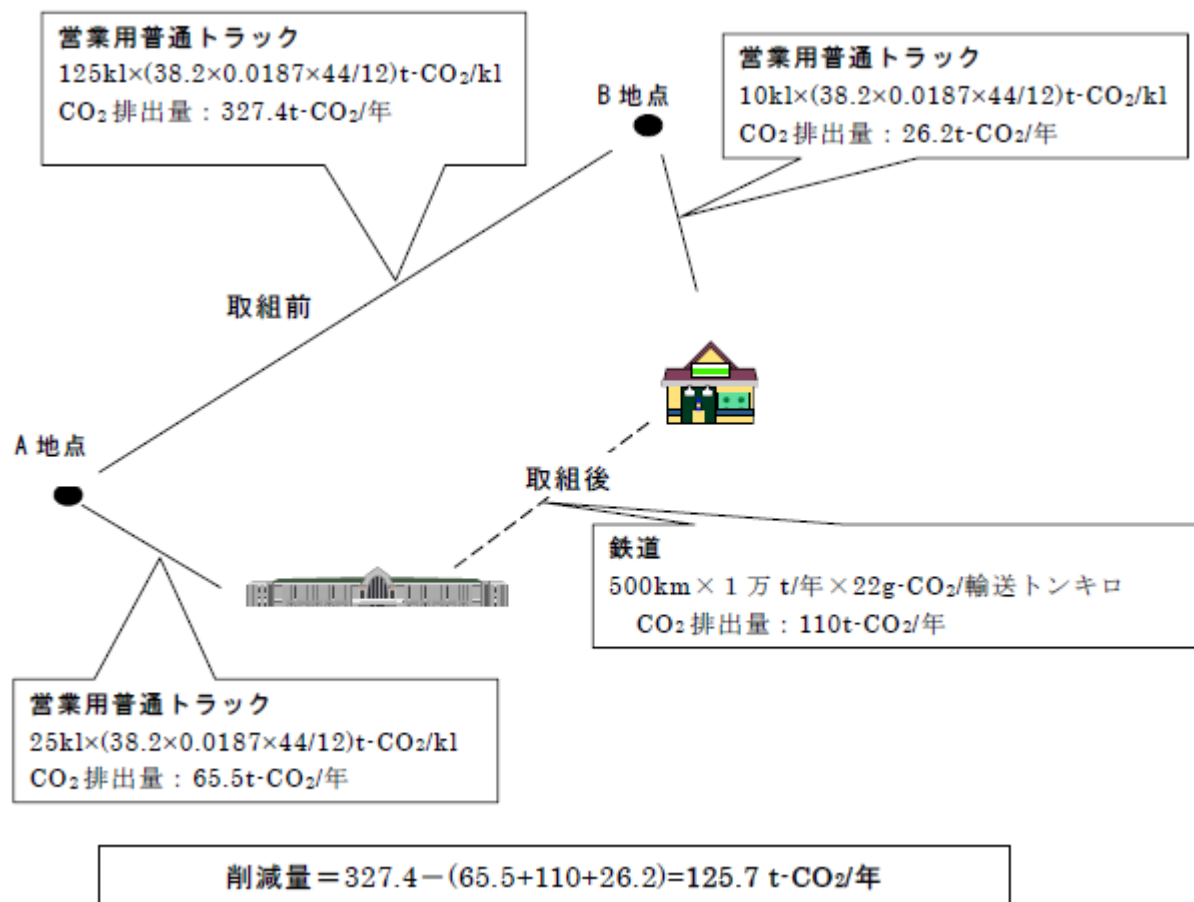 営業用普通トラック
125kl×(38.2×0.0187×44/12)t-CO₂/kl
CO₂排出量：327.4t-CO₂/年
B地点
営業用普通トラック
10kl×(38.2×0.0187×44/12)t-CO₂/kl
CO₂排出量：26.2t-CO₂/年
取組前
A地点
取組後
鉄道
500km×1万t/年×22g-CO₂/輸送トンキロ
CO₂排出量：110t-CO₂/年
営業用普通トラック
25kl×(38.2×0.0187×44/12)t-CO₂/kl
CO₂排出量：65.5t-CO₂/年
削減量＝327.4－(65.5+110+26.2)=125.7 t-CO₂/年